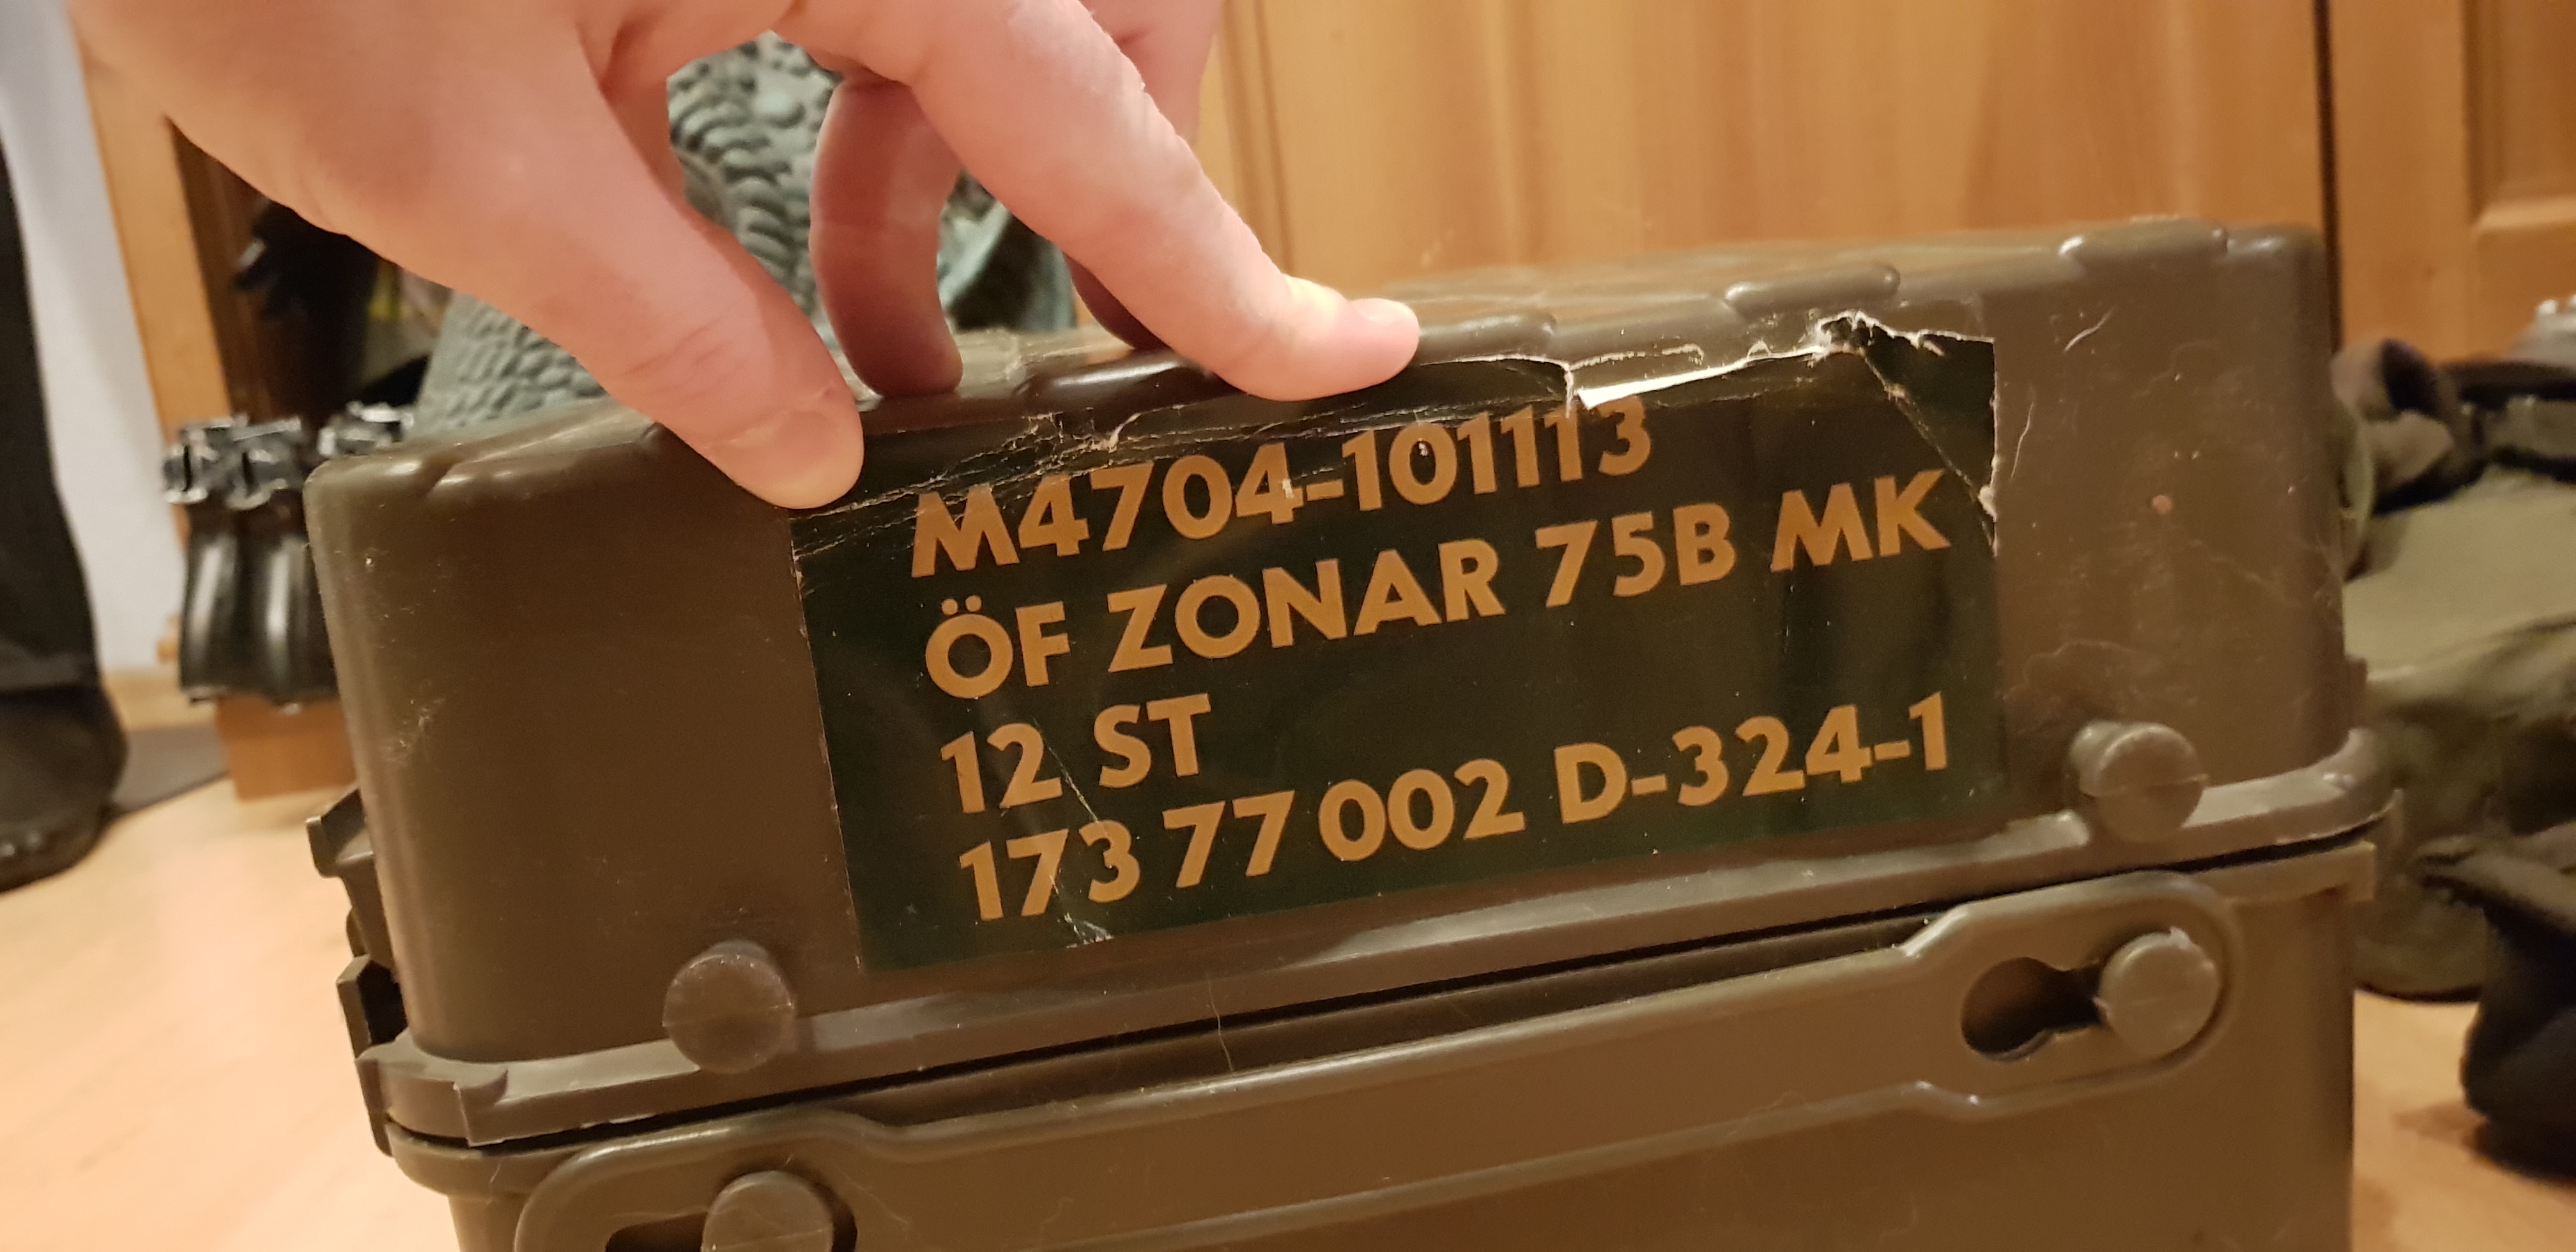 M4704-101113
ÖF ZONAR 75B MK
12 ST
173 77 002 D-324-1